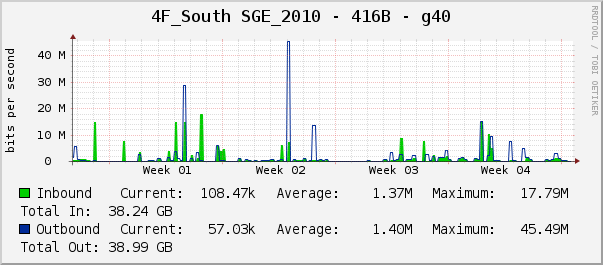 4F_South SGE_2010 - 416B - g40
RRDTOOL / TOBI OETIKER
bits per second
40 M
30 M
20 M
10 M
0
Week 01 Week 02 Week 03 Week 04
Inbound Current: 108.47k Average: 1.37M Maximum: 17.79M
Total In: 38.24 GB
Outbound Current: 57.03k Average: 1.40M Maximum: 45.49M
Total Out: 38.99 GB